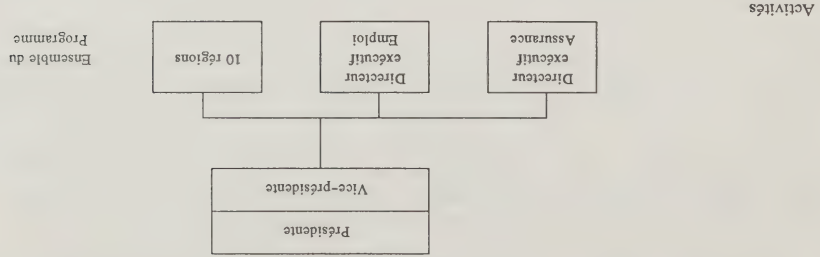 Présidente
Vice-présidente
Directeur
exécutif
Assurance
Directeur
exécutif
Emploi
10 régions
Ensemble du
Programme
Activités